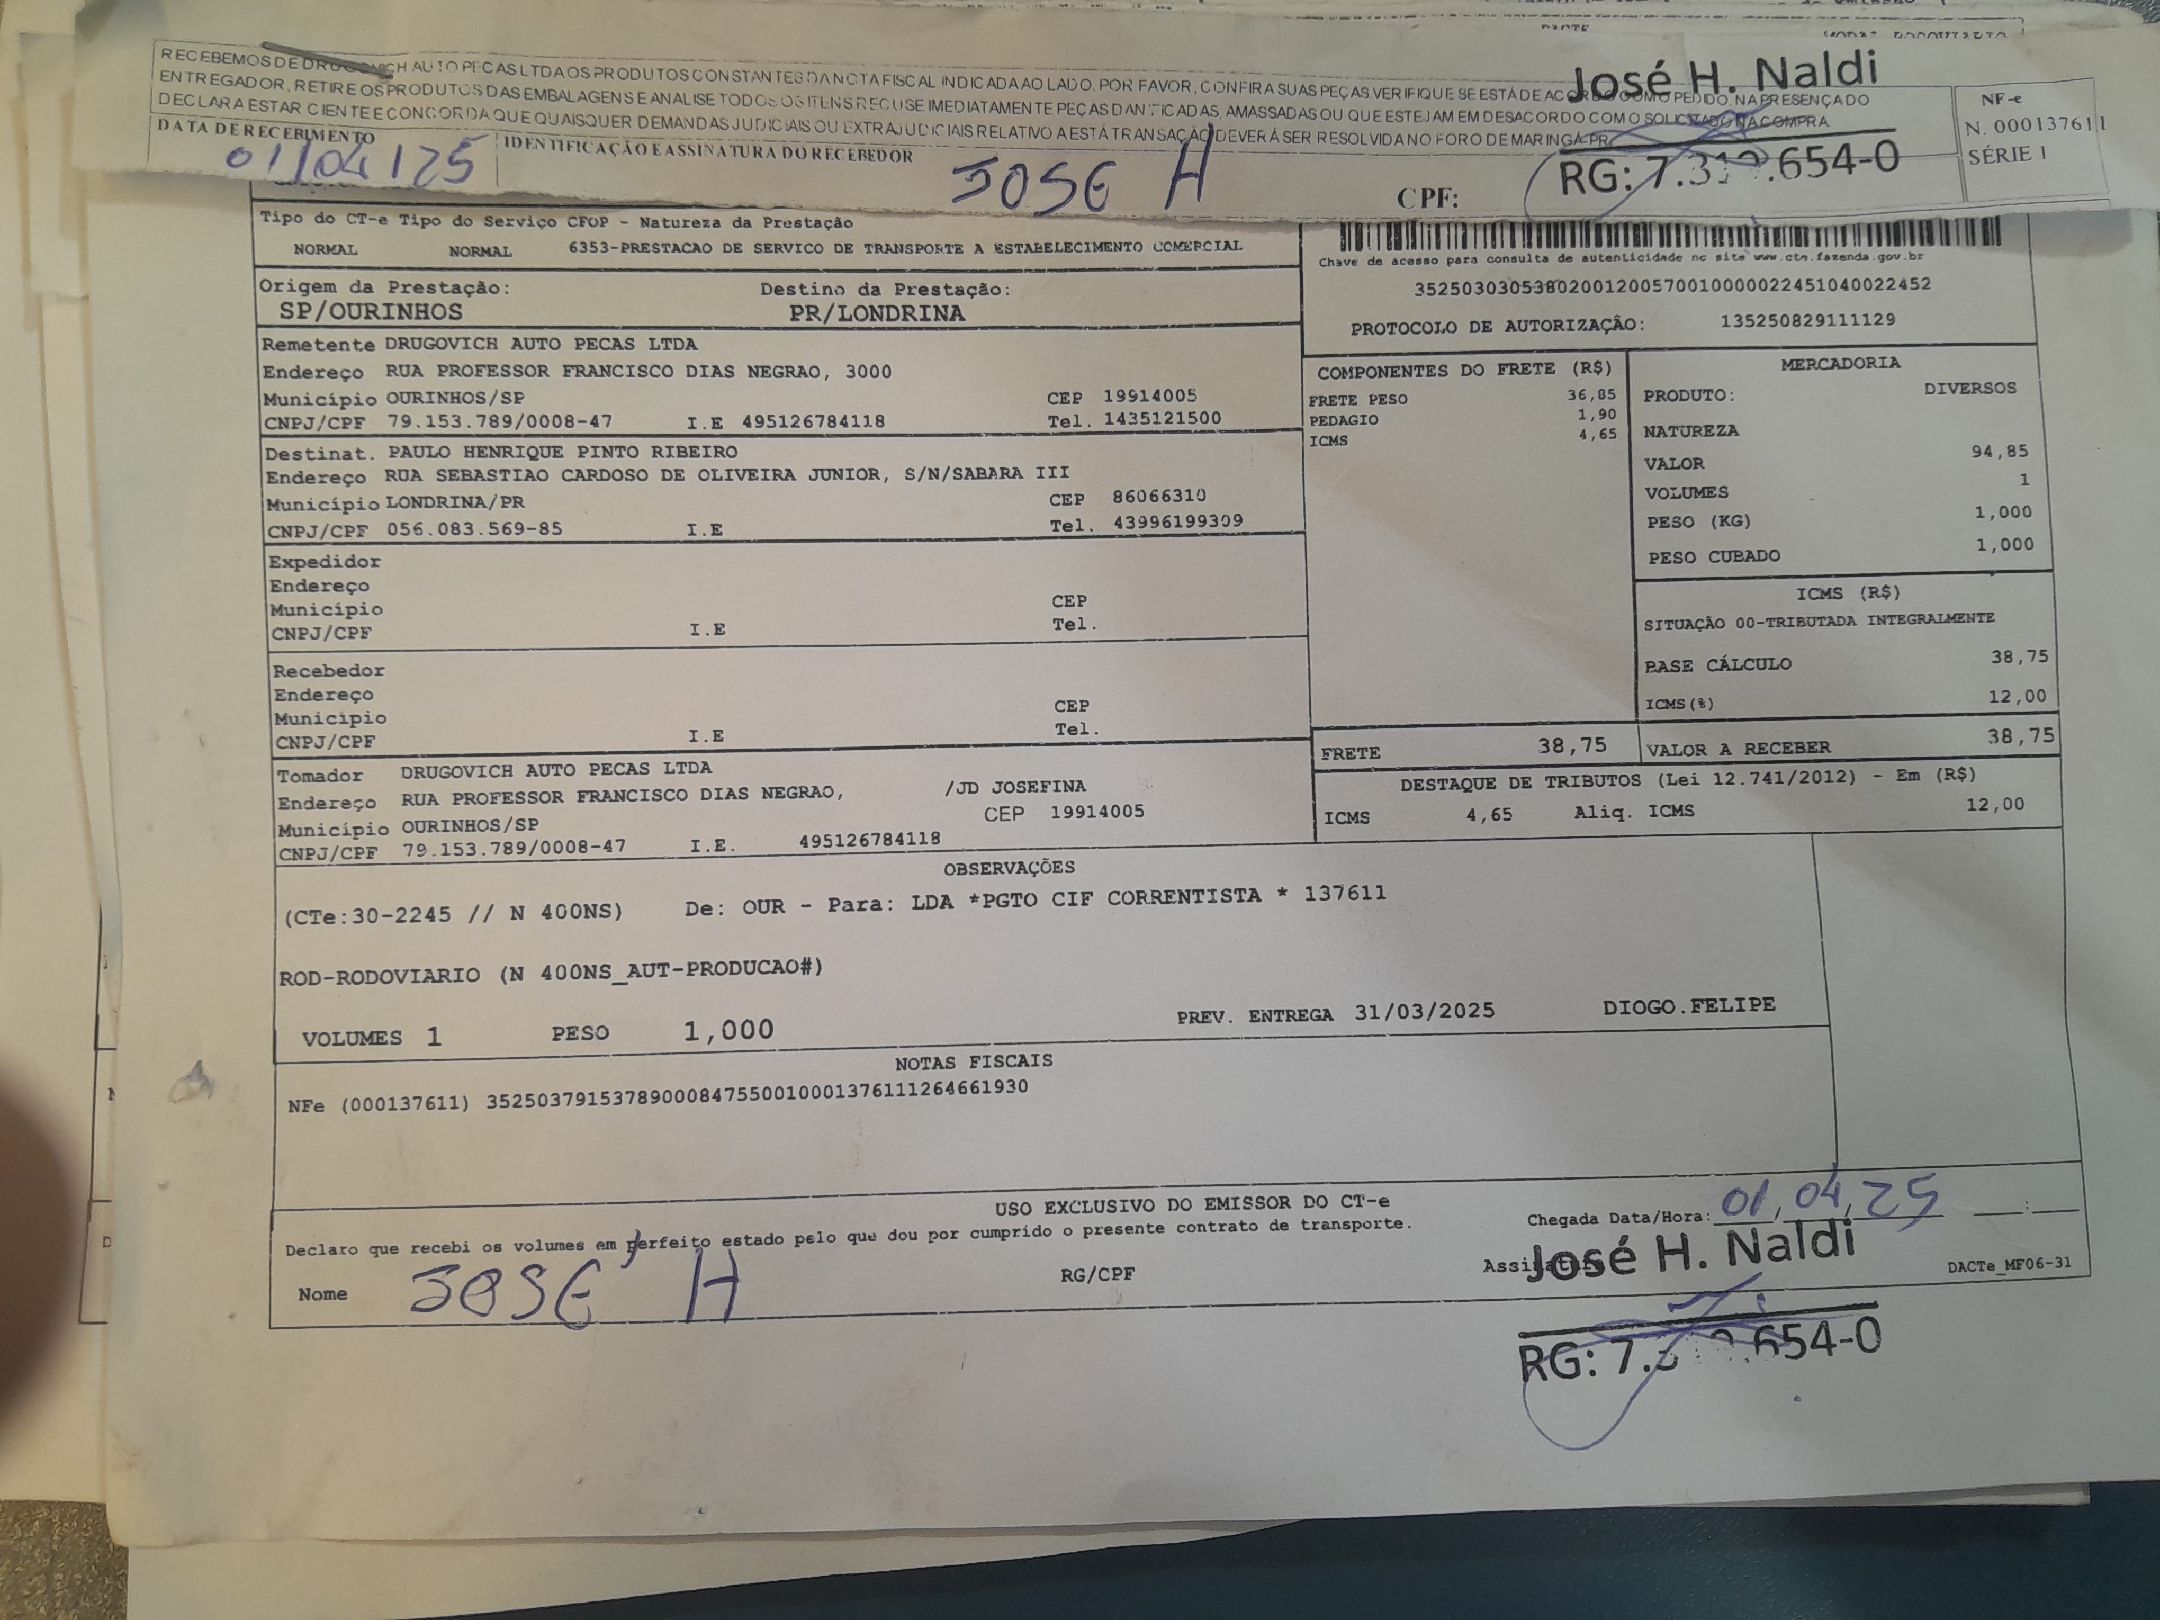 RECEBEMOS DE DRUGOVICH AUTO PECAS LTDA OS PRODUTOS CONSTANTES DA NOTA FISCAL INDICADA AO LADO. POR FAVOR, CONFIRA SUAS PEÇAS VERIFIQUE SE ESTÁ DE ACORDO COM O PEDIDO, NA PRESENÇA DO
ENTREGADOR, RETIRE OS PRODUTOS DAS EMBALAGENS E ANALISE TODOS OS ITENS RECUSE IMEDIATAMENTE PEÇAS DANIFICADAS, AMASSADAS OU QUE ESTEJAM EM DESACORDO COM O SOLICITADO NA COMPRA
DECLARA ESTAR CIENTE E CONCORDA QUE QUAISQUER DEMANDAS JUDICIAIS OU EXTRAJUDICIAIS RELATIVO A ESTÁ TRANSAÇÃO DEVERÁ SER RESOLVIDA NO FORO DE MARINGÁ-PR
José H. Naldi
RG: 7. .654-0
NF-e
N. 000137611
SÉRIE 1
DATA DE RECEBIMENTO
01/04/25
IDENTIFICAÇÃO E ASSINATURA DO RECEBEDOR
JOSE H
CPF:
Tipo do CT-e Tipo do Serviço CFOP - Natureza da Prestação
NORMAL NORMAL 6353-PRESTACAO DE SERVICO DE TRANSPORTE A ESTABELECIMENTO COMERCIAL
Chave de acesso para consulta de autenticidade no site www.cte.fazenda.gov.br
35250303053802001200570010000022451040022452
PROTOCOLO DE AUTORIZAÇÃO: 135250829111129
Origem da Prestação: Destino da Prestação:
SP/OURINHOS PR/LONDRINA
Remetente DRUGOVICH AUTO PECAS LTDA
Endereço RUA PROFESSOR FRANCISCO DIAS NEGRAO, 3000
Município OURINHOS/SP CEP 19914005
CNPJ/CPF 79.153.789/0008-47 I.E 495126784118 Tel. 1435121500
Destinat. PAULO HENRIQUE PINTO RIBEIRO
Endereço RUA SEBASTIAO CARDOSO DE OLIVEIRA JUNIOR, S/N/SABARA III
Município LONDRINA/PR CEP 86066310
CNPJ/CPF 056.083.569-85 I.E Tel. 43996199309
Expedidor
Endereço
Município CEP
CNPJ/CPF I.E Tel.
Recebedor
Endereço
Município CEP
CNPJ/CPF I.E Tel.
Tomador DRUGOVICH AUTO PECAS LTDA
Endereço RUA PROFESSOR FRANCISCO DIAS NEGRAO, /JD JOSEFINA
Município OURINHOS/SP CEP 19914005
CNPJ/CPF 79.153.789/0008-47 I.E. 495126784118
COMPONENTES DO FRETE (R$)
FRETE PESO 36,85
PEDAGIO 1,90
ICMS 4,65
MERCADORIA
PRODUTO: DIVERSOS
NATUREZA
VALOR 94,85
VOLUMES 1
PESO (KG) 1,000
PESO CUBADO 1,000
ICMS (R$)
SITUAÇÃO 00-TRIBUTADA INTEGRALMENTE
BASE CÁLCULO 38,75
ICMS(%) 12,00
FRETE 38,75 VALOR A RECEBER 38,75
DESTAQUE DE TRIBUTOS (Lei 12.741/2012) - Em (R$)
ICMS 4,65 Aliq. ICMS 12,00
OBSERVAÇÕES
(CTe:30-2245 // N 400NS) De: OUR - Para: LDA *PGTO CIF CORRENTISTA * 137611
ROD-RODOVIARIO (N 400NS_AUT-PRODUCAO#)
VOLUMES 1 PESO 1,000 PREV. ENTREGA 31/03/2025 DIOGO.FELIPE
NOTAS FISCAIS
NFe (000137611) 35250379153789000847550010001376111264661930
USO EXCLUSIVO DO EMISSOR DO CT-e
Declaro que recebi os volumes em perfeito estado pelo que dou por cumprido o presente contrato de transporte.
Chegada Data/Hora: 01/04/25
Nome JOSE H RG/CPF Assinatura
José H. Naldi
DACTe_MF06-31
RG: 7. .654-0